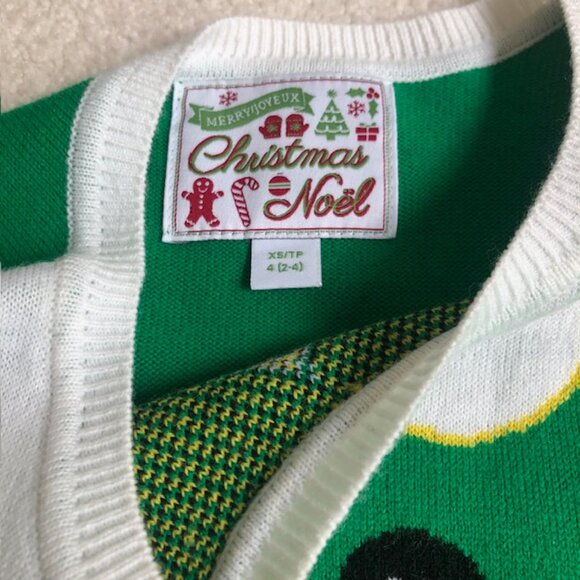 MERRY/JOYEUX
Christmas
Noël
XS/TP
4 (2-4)